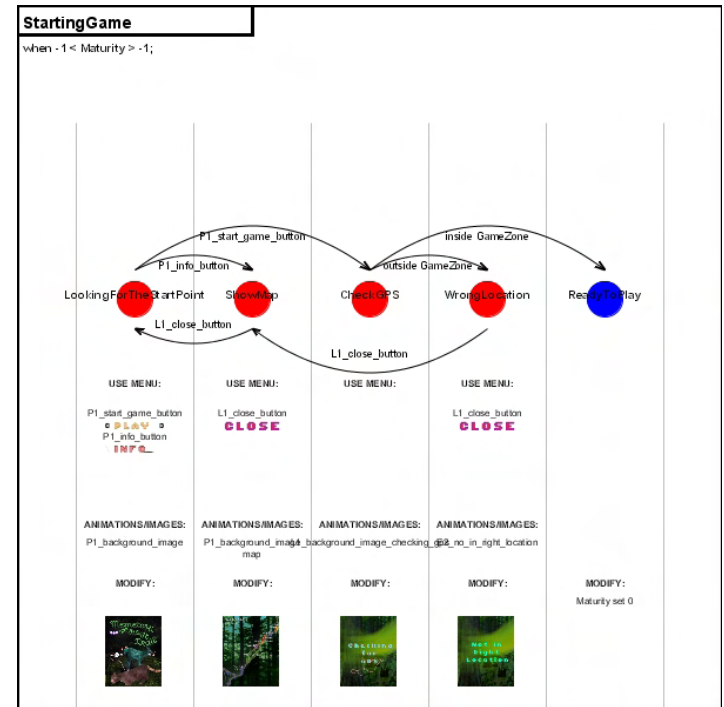 StartingGame
when -1 < Maturity > -1;
P1_start_game_button
inside GameZone
P1_info_button
outside GameZone
LookingForTheStartPoint
ShowMap
CheckGPS
WrongLocation
ReadyToPlay
L1_close_button
L1_close_button
USE MENU:
USE MENU:
USE MENU:
USE MENU:
P1_start_game_button
PLAY
P1_info_button
INFO
L1_close_button
CLOSE
L1_close_button
CLOSE
ANIMATIONS/IMAGES:
ANIMATIONS/IMAGES:
ANIMATIONS/IMAGES:
ANIMATIONS/IMAGES:
P1_background_image
P1_background_image
map
background_image_checking_gps
no_in_right_location
MODIFY:
MODIFY:
MODIFY:
MODIFY:
MODIFY:
Maturity set 0
Checking
for
GPS
Not in
Right
Location